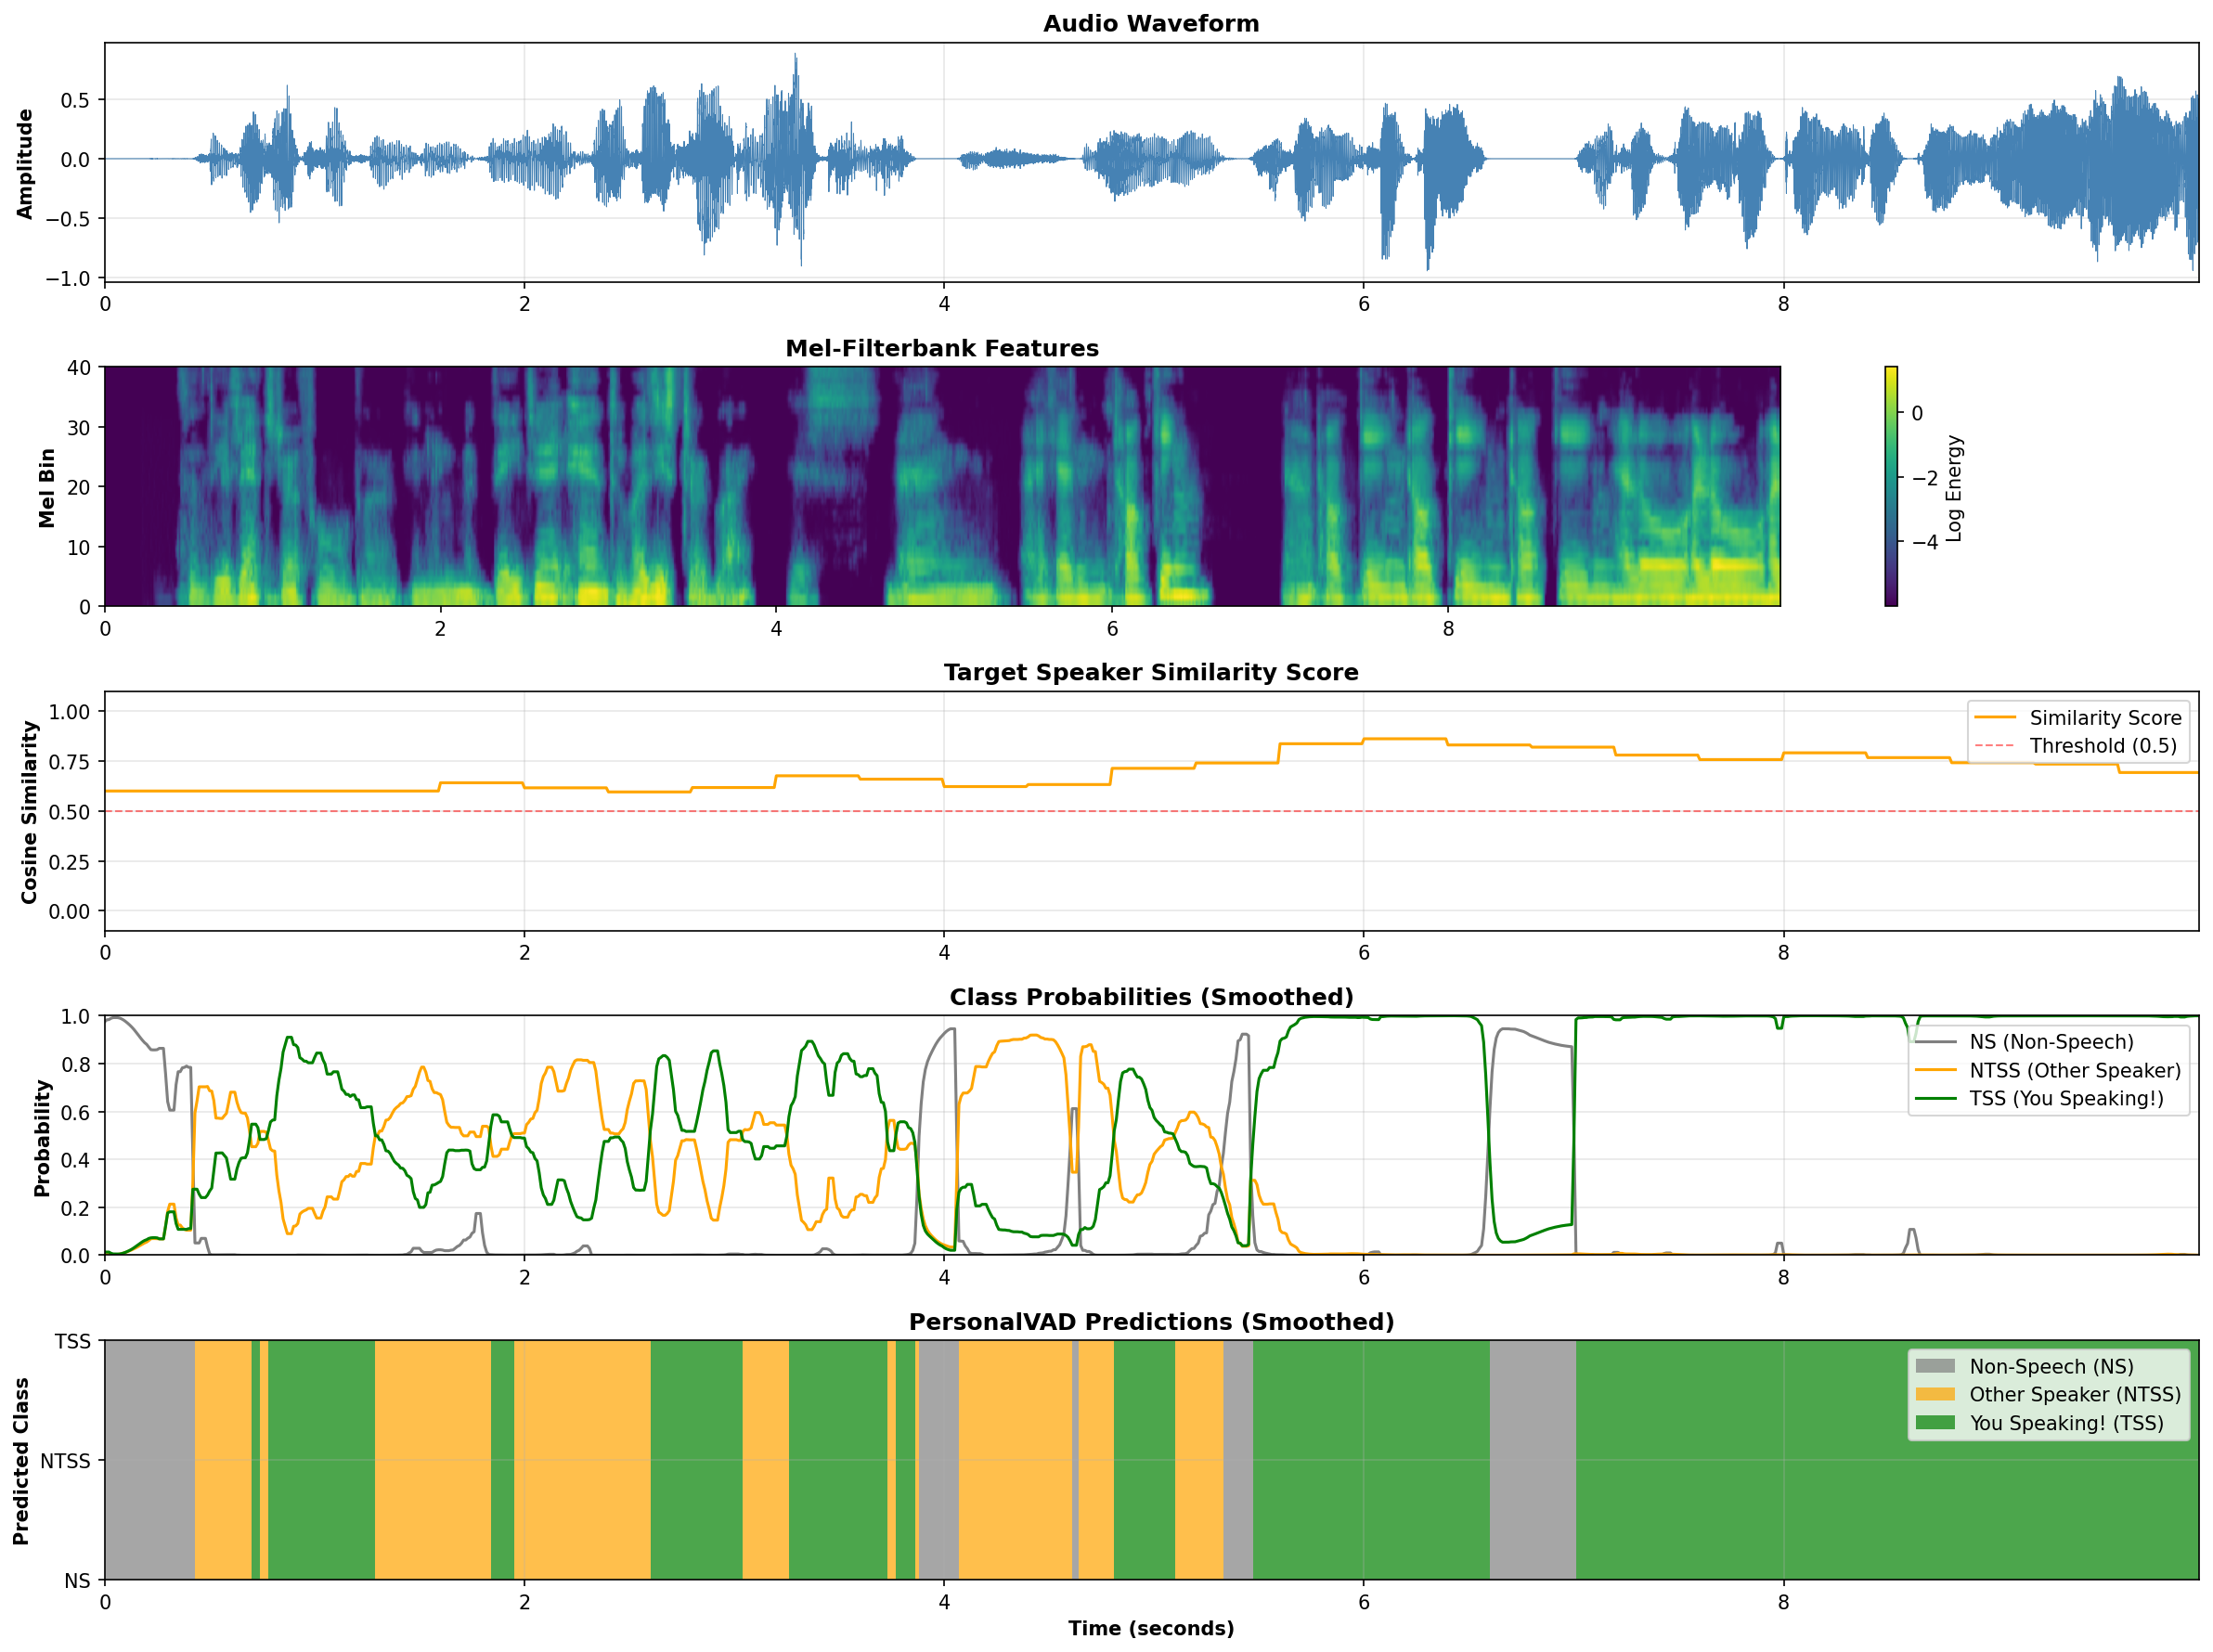 Audio Waveform
Amplitude
0.5
0.0
−0.5
−1.0
0 2 4 6 8
Mel-Filterbank Features
Mel Bin
40
30
20
10
0
0 2 4 6 8
0
−2
−4
Log Energy
Target Speaker Similarity Score
Cosine Similarity
1.00
0.75
0.50
0.25
0.00
Similarity Score
Threshold (0.5)
0 2 4 6 8
Class Probabilities (Smoothed)
Probability
1.0
0.8
0.6
0.4
0.2
0.0
NS (Non-Speech)
NTSS (Other Speaker)
TSS (You Speaking!)
0 2 4 6 8
PersonalVAD Predictions (Smoothed)
Predicted Class
TSS
NTSS
NS
Non-Speech (NS)
Other Speaker (NTSS)
You Speaking! (TSS)
0 2 4 6 8
Time (seconds)